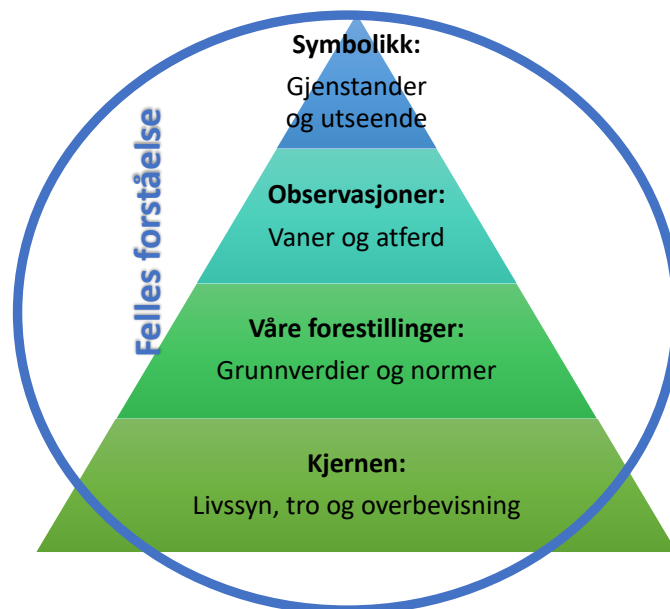 Symbolikk:
Gjenstander
og utseende
Felles forståelse
Observasjoner:
Vaner og atferd
Våre forestillinger:
Grunnverdier og normer
Kjernen:
Livssyn, tro og overbevisning